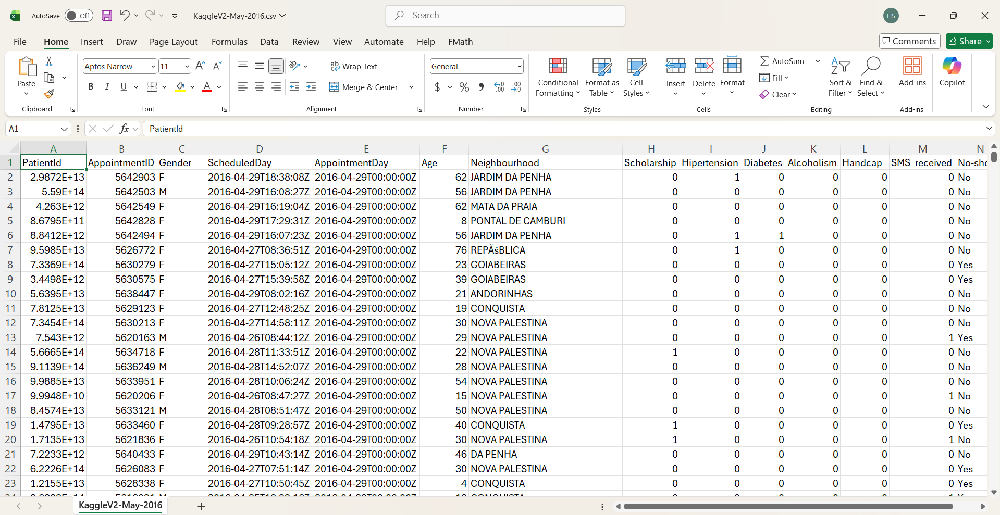 AutoSave Off KaggleV2-May-2016.csv Search HS
File Home Insert Draw Page Layout Formulas Data Review View Automate Help FMath Comments Share
Paste
Clipboard
Aptos Narrow 11
B I U A
Font
Wrap Text
Merge & Center
Alignment
General
$ %
Number
Conditional Formatting
Format as Table
Cell Styles
Styles
Insert Delete Format
Cells
AutoSum
Fill
Clear
Sort & Filter
Find & Select
Editing
Add-ins
Add-ins
Copilot
A1 fx PatientId
A B C D E F G H I J K L M N
1 PatientId AppointmentID Gender ScheduledDay AppointmentDay Age Neighbourhood Scholarship Hipertension Diabetes Alcoholism Handcap SMS_received No-sho
2 2.9872E+13 5642903 F 2016-04-29T18:38:08Z 2016-04-29T00:00:00Z 62 JARDIM DA PENHA 0 1 0 0 0 0 No
3 5.59E+14 5642503 M 2016-04-29T16:08:27Z 2016-04-29T00:00:00Z 56 JARDIM DA PENHA 0 0 0 0 0 0 No
4 4.263E+12 5642549 F 2016-04-29T16:19:04Z 2016-04-29T00:00:00Z 62 MATA DA PRAIA 0 0 0 0 0 0 No
5 8.6795E+11 5642828 F 2016-04-29T17:29:31Z 2016-04-29T00:00:00Z 8 PONTAL DE CAMBURI 0 0 0 0 0 0 No
6 8.8412E+12 5642494 F 2016-04-29T16:07:23Z 2016-04-29T00:00:00Z 56 JARDIM DA PENHA 0 1 1 0 0 0 No
7 9.5985E+13 5626772 F 2016-04-27T08:36:51Z 2016-04-29T00:00:00Z 76 REPÃšBLICA 0 1 0 0 0 0 No
8 7.3369E+14 5630279 F 2016-04-27T15:05:12Z 2016-04-29T00:00:00Z 23 GOIABEIRAS 0 0 0 0 0 0 Yes
9 3.4498E+12 5630575 F 2016-04-27T15:39:58Z 2016-04-29T00:00:00Z 39 GOIABEIRAS 0 0 0 0 0 0 Yes
10 5.6395E+13 5638447 F 2016-04-29T08:02:16Z 2016-04-29T00:00:00Z 21 ANDORINHAS 0 0 0 0 0 0 No
11 7.8125E+13 5629123 F 2016-04-27T12:48:25Z 2016-04-29T00:00:00Z 19 CONQUISTA 0 0 0 0 0 0 No
12 7.3454E+14 5630213 F 2016-04-27T14:58:11Z 2016-04-29T00:00:00Z 30 NOVA PALESTINA 0 0 0 0 0 0 No
13 7.543E+12 5620163 M 2016-04-26T08:44:12Z 2016-04-29T00:00:00Z 29 NOVA PALESTINA 0 0 0 0 0 1 Yes
14 5.6665E+14 5634718 F 2016-04-28T11:33:51Z 2016-04-29T00:00:00Z 22 NOVA PALESTINA 1 0 0 0 0 0 No
15 9.1139E+14 5636249 M 2016-04-28T14:52:07Z 2016-04-29T00:00:00Z 28 NOVA PALESTINA 0 0 0 0 0 0 No
16 9.9885E+13 5633951 F 2016-04-28T10:06:24Z 2016-04-29T00:00:00Z 54 NOVA PALESTINA 0 0 0 0 0 0 No
17 9.9948E+10 5620206 F 2016-04-26T08:47:27Z 2016-04-29T00:00:00Z 15 NOVA PALESTINA 0 0 0 0 0 1 No
18 8.4574E+13 5633121 M 2016-04-28T08:51:47Z 2016-04-29T00:00:00Z 50 NOVA PALESTINA 0 0 0 0 0 0 No
19 1.4795E+13 5633460 F 2016-04-28T09:28:57Z 2016-04-29T00:00:00Z 40 CONQUISTA 1 0 0 0 0 0 Yes
20 1.7135E+13 5621836 F 2016-04-26T10:54:18Z 2016-04-29T00:00:00Z 30 NOVA PALESTINA 1 0 0 0 0 1 No
21 7.2233E+12 5640433 F 2016-04-29T10:43:14Z 2016-04-29T00:00:00Z 46 DA PENHA 0 0 0 0 0 0 No
22 6.2226E+14 5626083 F 2016-04-27T07:51:14Z 2016-04-29T00:00:00Z 30 NOVA PALESTINA 0 0 0 0 0 0 Yes
23 1.2155E+13 5628338 F 2016-04-27T10:50:45Z 2016-04-29T00:00:00Z 4 CONQUISTA 0 0 0 0 0 0 Yes
KaggleV2-May-2016